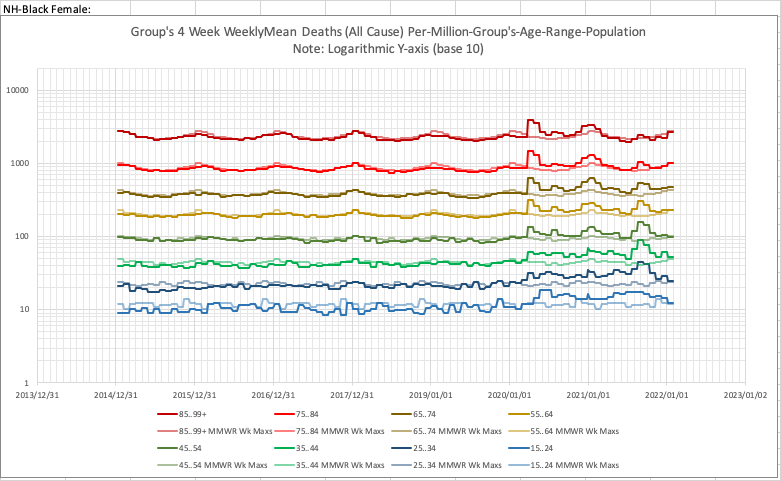 NH-Black Female:
Group's 4 Week WeeklyMean Deaths (All Cause) Per-Million-Group's-Age-Range-Population
Note: Logarithmic Y-axis (base 10)
10000
1000
100
10
1
2013/12/31 2014/12/31 2015/12/31 2016/12/31 2017/12/31 2019/01/01 2020/01/01 2021/01/01 2022/01/01 2023/01/02
85..99+ 75..84 65..74 55..64
85..99+ MMWR Wk Maxs 75..84 MMWR Wk Maxs 65..74 MMWR Wk Maxs 55..64 MMWR Wk Maxs
45..54 35..44 25..34 15..24
45..54 MMWR Wk Maxs 35..44 MMWR Wk Maxs 25..34 MMWR Wk Maxs 15..24 MMWR Wk Maxs